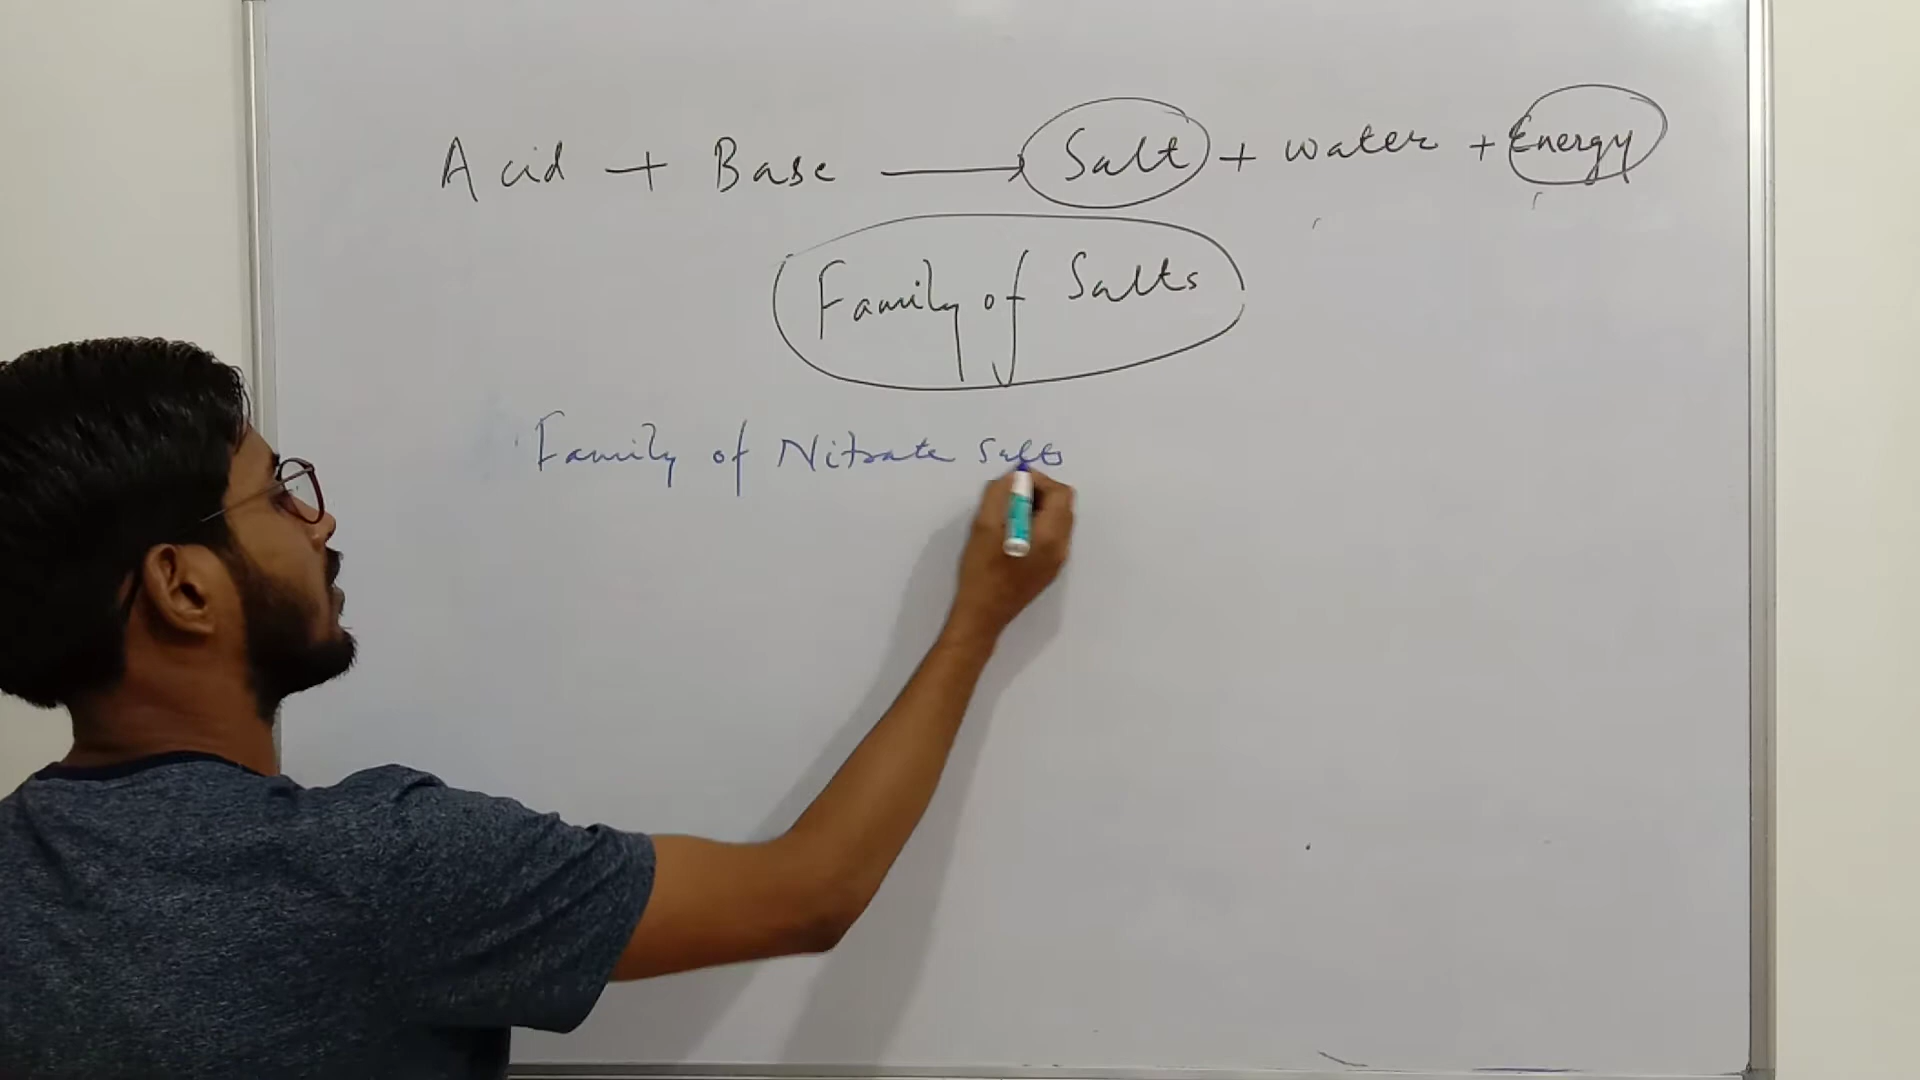 Acid + Base → Salt + water + Energy
Family of Salts
Family of Nitrate Salts